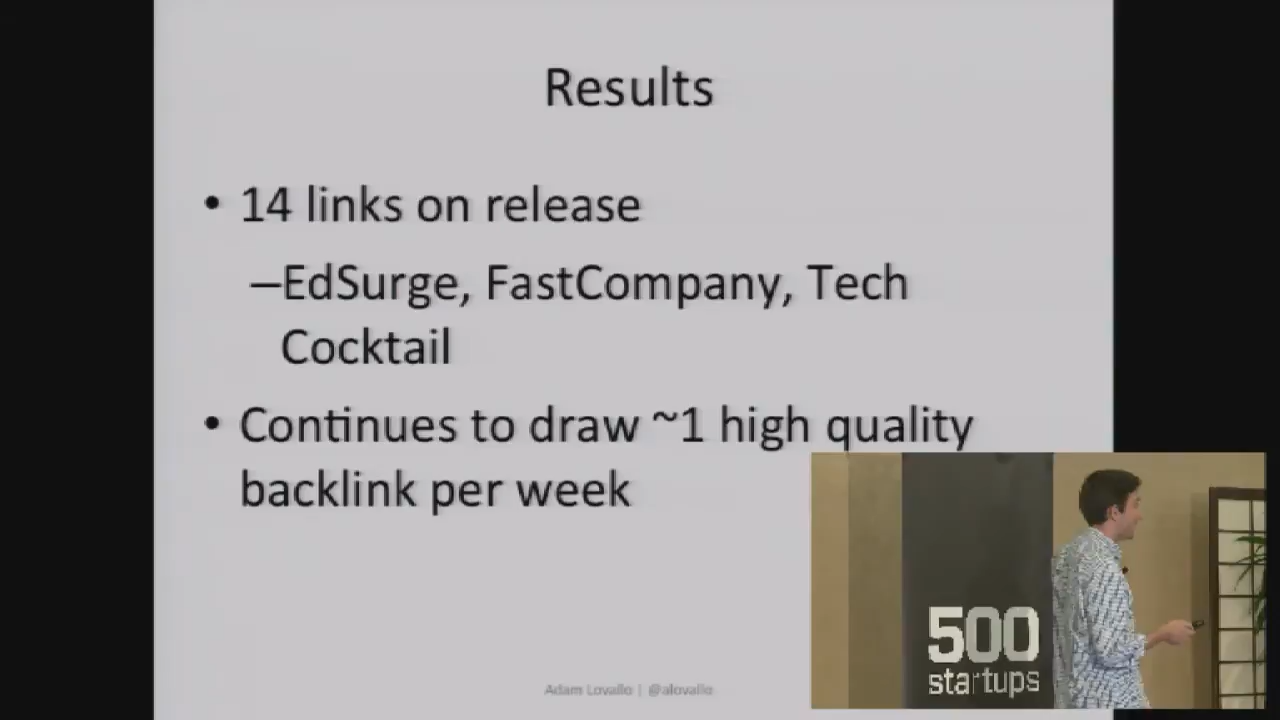 Results
• 14 links on release
–EdSurge, FastCompany, Tech
Cocktail
• Continues to draw ~1 high quality
backlink per week
Adam Lovallo | @alovallo
500
startups